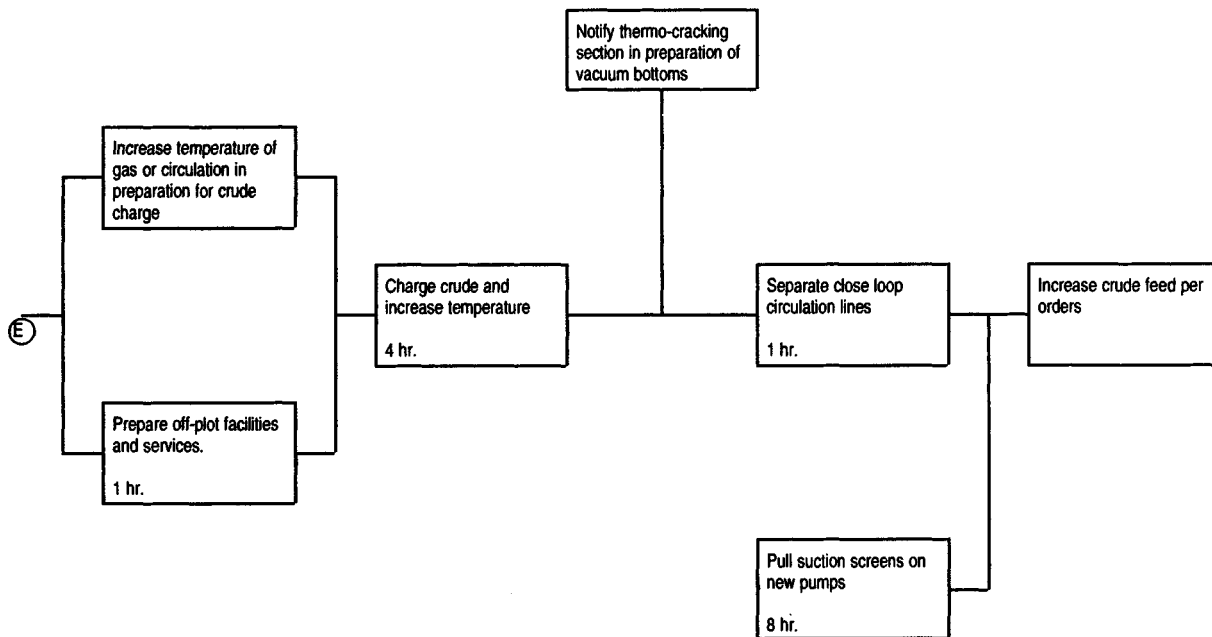 Notify thermo-cracking
section in preparation of
vacuum bottoms
Increase temperature of
gas or circulation in
preparation for crude
charge
E
Charge crude and
increase temperature
4 hr.
Separate close loop
circulation lines
1 hr.
Increase crude feed per
orders
Prepare off-plot facilities
and services.
1 hr.
Pull suction screens on
new pumps
8 hr.